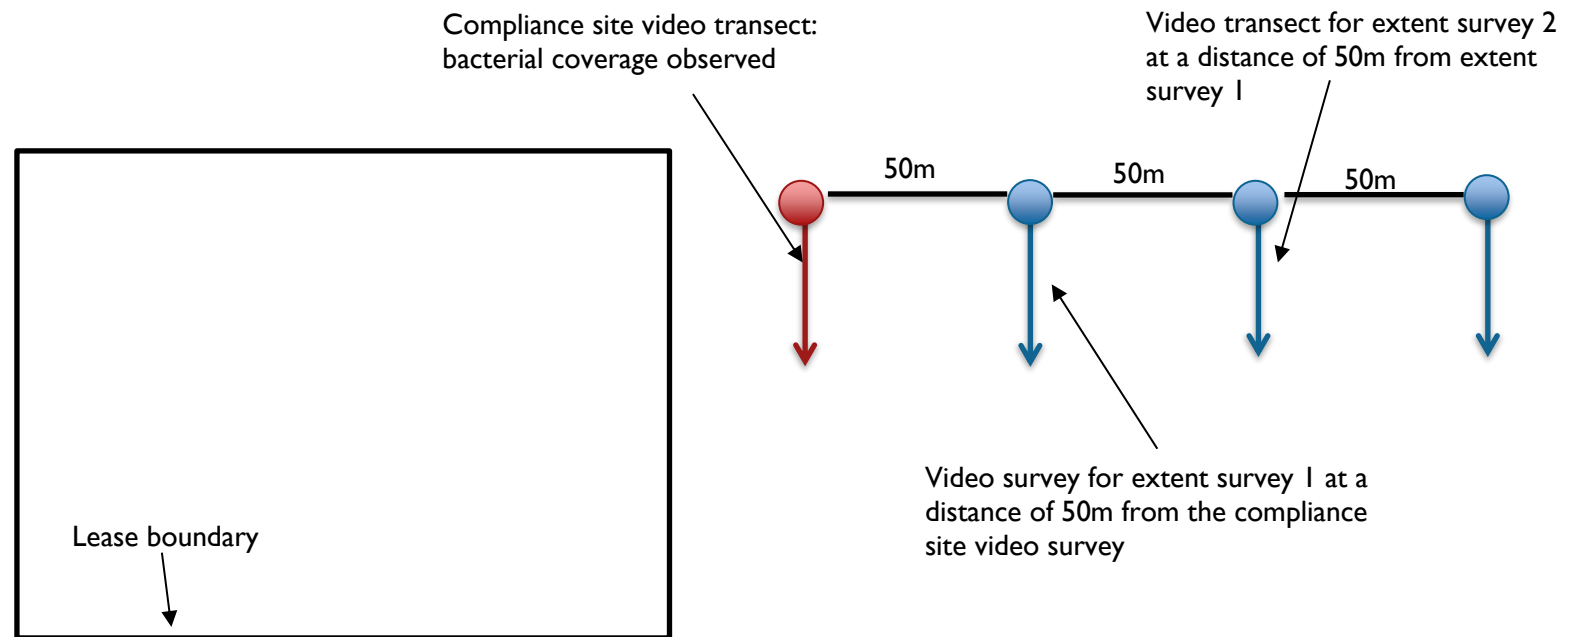 Compliance site video transect:
bacterial coverage observed
Video transect for extent survey 2
at a distance of 50m from extent
survey 1
50m
50m
50m
Video survey for extent survey 1 at a
distance of 50m from the compliance
site video survey
Lease boundary